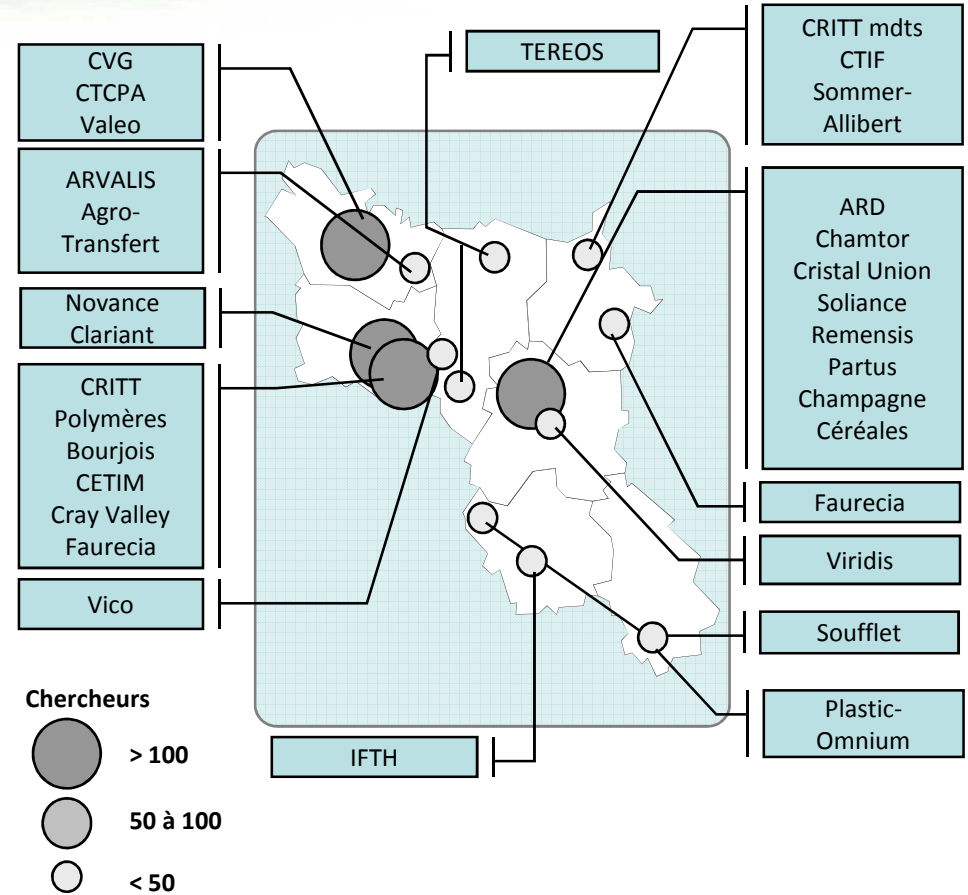 CVG
CTCPA
Valeo
ARVALIS
Agro-
Transfert
Novance
Clariant
CRITT
Polymères
Bourjois
CETIM
Cray Valley
Faurecia
Vico
TEREOS
CRITT mdts
CTIF
Sommer-
Allibert
ARD
Chamtor
Cristal Union
Soliance
Remensis
Partus
Champagne
Céréales
Faurecia
Viridis
Soufflet
Plastic-
Omnium
IFTH
Chercheurs
> 100
50 à 100
< 50